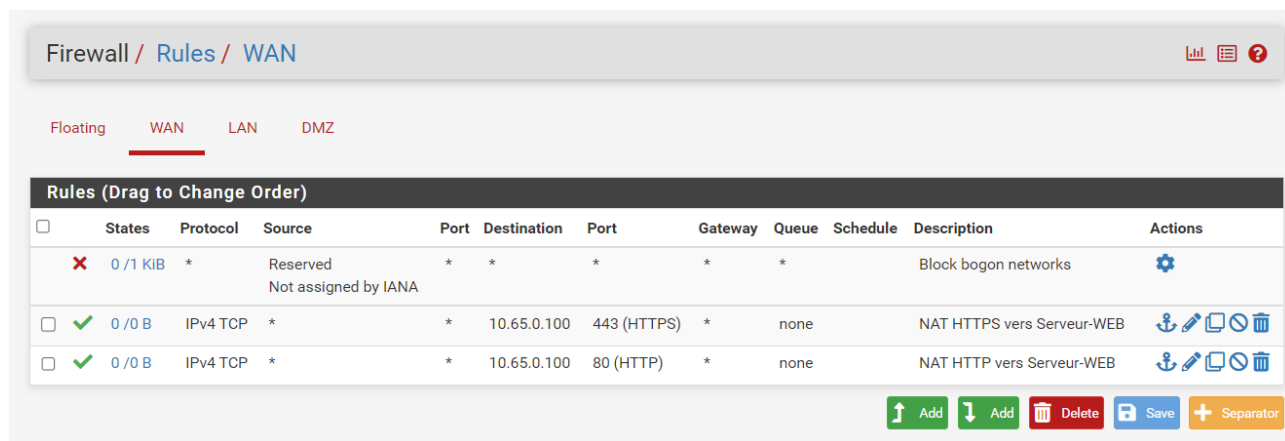 Firewall / Rules / WAN
Floating WAN LAN DMZ
Rules (Drag to Change Order)
States Protocol Source Port Destination Port Gateway Queue Schedule Description Actions
0 /1 KiB * Reserved * * * * * Block bogon networks
Not assigned by IANA
0 /0 B IPv4 TCP * * 10.65.0.100 443 (HTTPS) * none NAT HTTPS vers Serveur-WEB
0 /0 B IPv4 TCP * * 10.65.0.100 80 (HTTP) * none NAT HTTP vers Serveur-WEB
Add Add Delete Save Separator